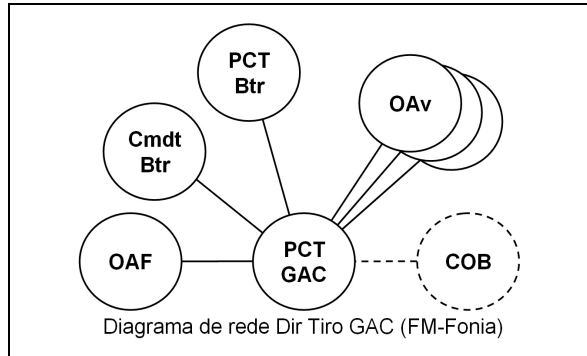 PCT
Btr
OAv
Cmdt
Btr
OAF
PCT
GAC
COB
Diagrama de rede Dir Tiro GAC (FM-Fonia)